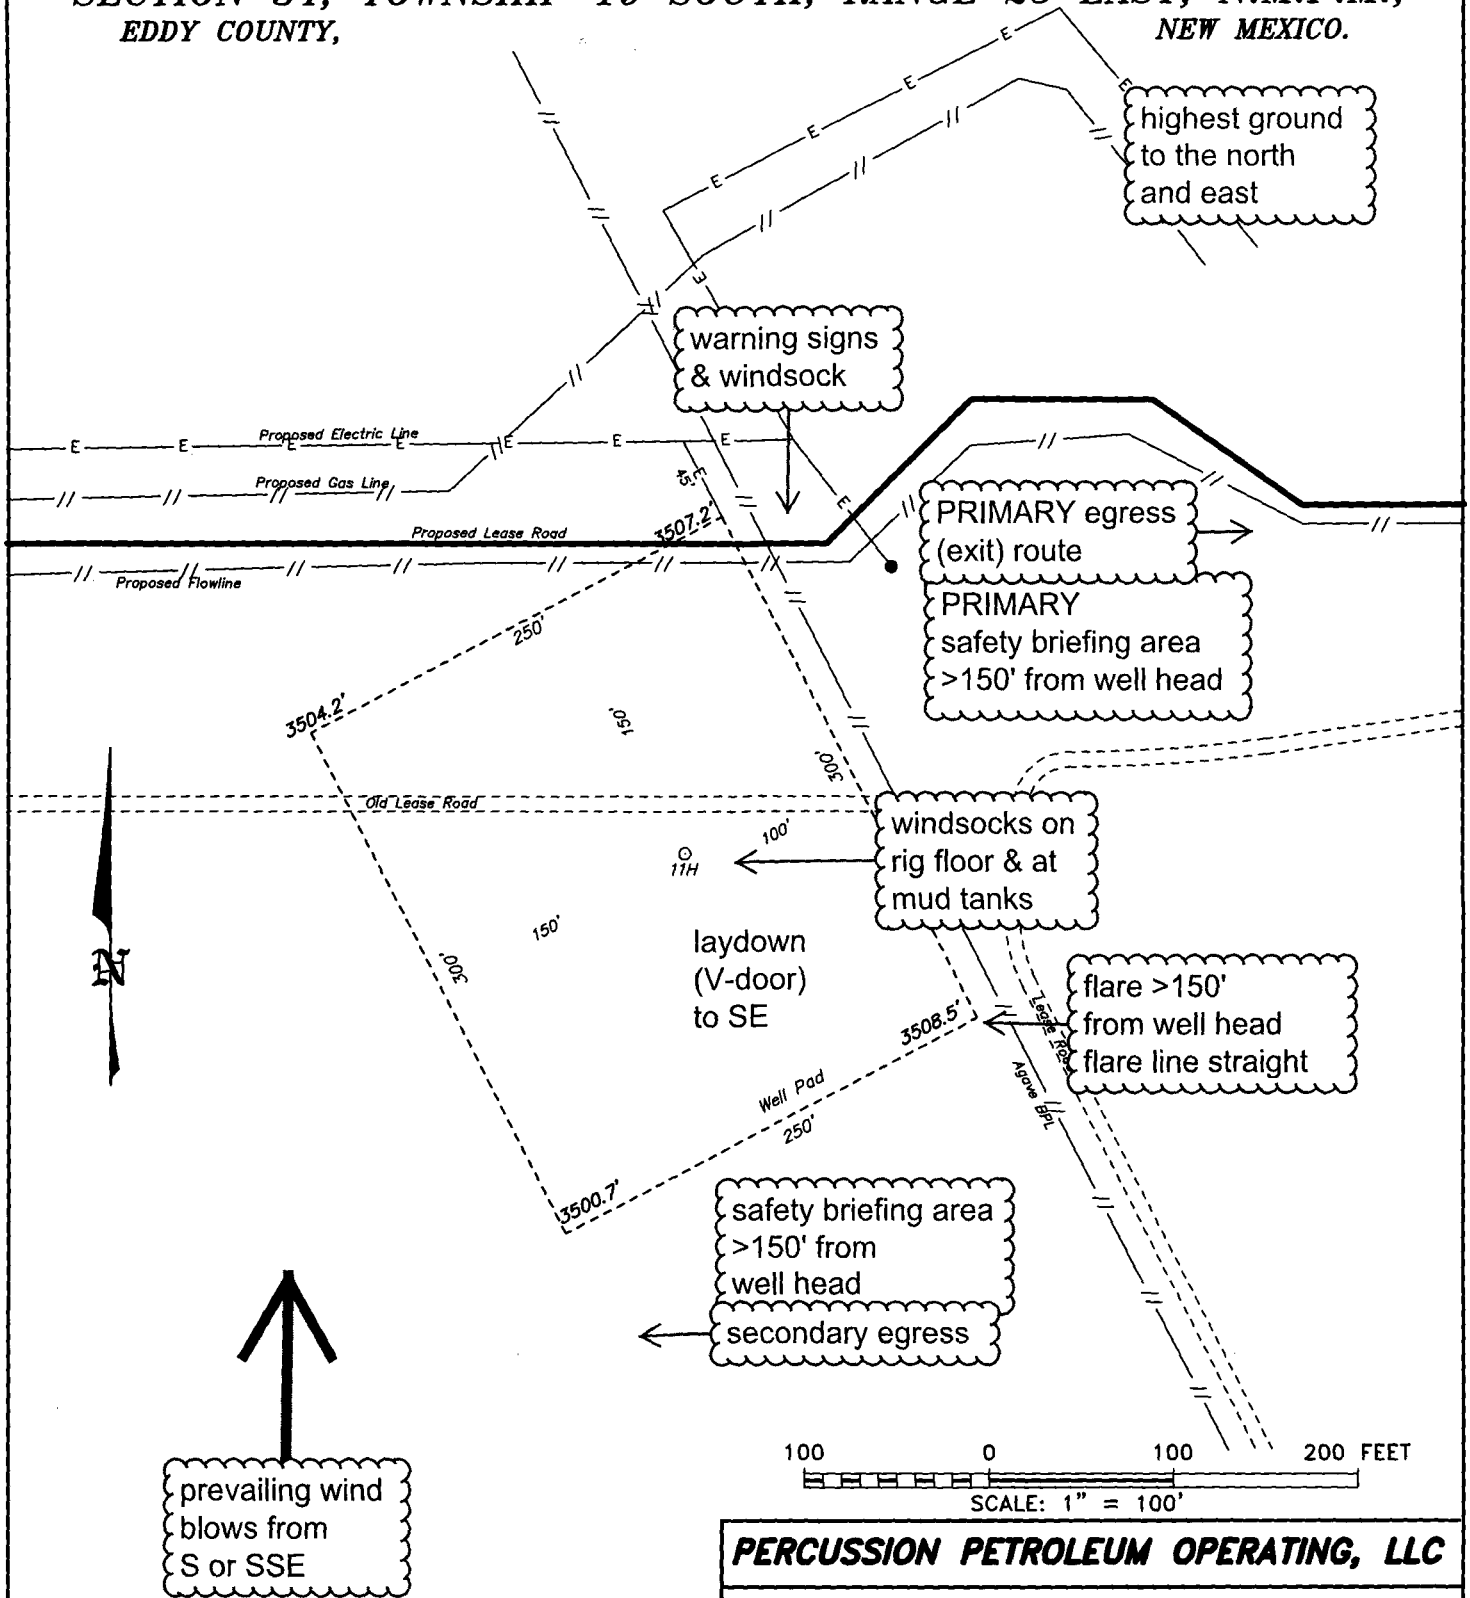 EDDY COUNTY,
NEW MEXICO.
highest ground
to the north
and east
warning signs
& windsock
Proposed Electric Line
Proposed Gas Line
Proposed Lease Road
Proposed Flowline
45'
3507.2'
PRIMARY egress
(exit) route
PRIMARY
safety briefing area
>150' from well head
250'
3504.2'
150'
300'
Old Lease Road
100'
11H
windsocks on
rig floor & at
mud tanks
150'
300'
laydown
(V-door)
to SE
N
3508.5'
Lease Road
flare >150'
from well head
flare line straight
Agave BPL
Well Pad
250'
3500.7'
safety briefing area
>150' from
well head
secondary egress
prevailing wind
blows from
S or SSE
100 0 100 200 FEET
SCALE: 1" = 100'
PERCUSSION PETROLEUM OPERATING, LLC